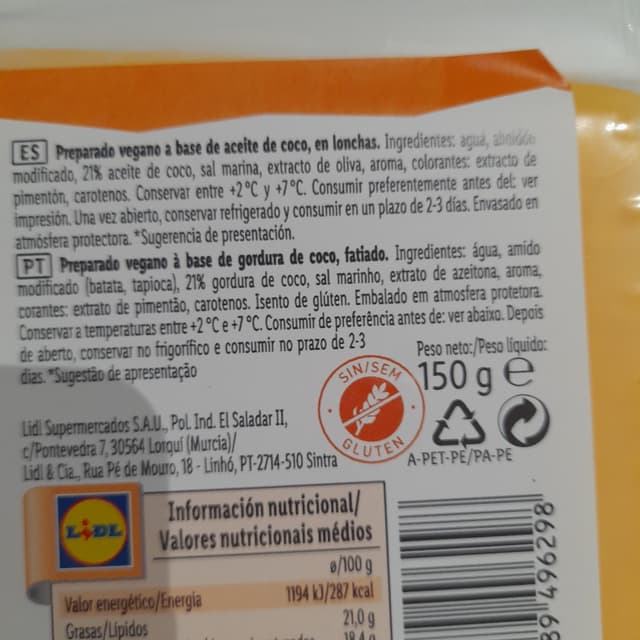 ES Preparado vegano a base de aceite de coco, en lonchas. Ingredientes: agua, almidón
modificado, 21% aceite de coco, sal marina, extracto de oliva, aroma, colorantes: extracto de
pimentón, carotenos. Conservar entre +2°C y +7°C. Consumir preferentemente antes del: ver
impresión. Una vez abierto, conservar refrigerado y consumir en un plazo de 2-3 días. Envasado en
atmósfera protectora. *Sugerencia de presentación.
PT Preparado vegano à base de gordura de coco, fatiado. Ingredientes: água, amido
modificado (batata, tapioca), 21% gordura de coco, sal marinho, extrato de azeitona, aroma,
corantes: extrato de pimentão, carotenos. Isento de glúten. Embalado em atmosfera protetora.
Conservar a temperaturas entre +2°C e +7°C. Consumir de preferência antes de: ver abaixo. Depois
de aberto, conservar no frigorífico e consumir no prazo de 2-3
dias. *Sugestão de apresentação
Peso neto:/Peso líquido:
150 g e
SIN/SEM
GLUTEN
A-PET-PE/PA-PE
Lidl Supermercados S.A.U., Pol. Ind. El Saladar II,
c/Pontevedra 7, 30564 Lorquí (Murcia)/
Lidl & Cia., Rua Pé de Mouro, 18 - Linhó, PT-2714-510 Sintra
LIDL
Información nutricional/
Valores nutricionais médios
ø/100 g
Valor energético/Energia 1194 kJ/287 kcal
Grasas/Lípidos 21,0 g
18,4 g
89496298